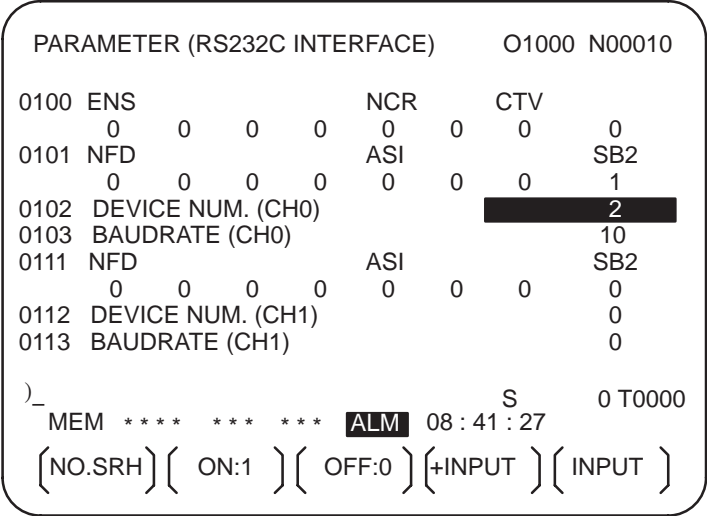 PARAMETER (RS232C INTERFACE) O1000 N00010
0100 ENS NCR CTV
0 0 0 0 0 0 0 0
0101 NFD ASI SB2
0 0 0 0 0 0 0 1
0102 DEVICE NUM. (CH0) 2
0103 BAUDRATE (CH0) 10
0111 NFD ASI SB2
0 0 0 0 0 0 0 0
0112 DEVICE NUM. (CH1) 0
0113 BAUDRATE (CH1) 0
)_
S 0 T0000
MEM **** *** *** ALM 08 : 41 : 27
(NO.SRH) ( ON:1 ) ( OFF:0 ) (+INPUT ) ( INPUT )